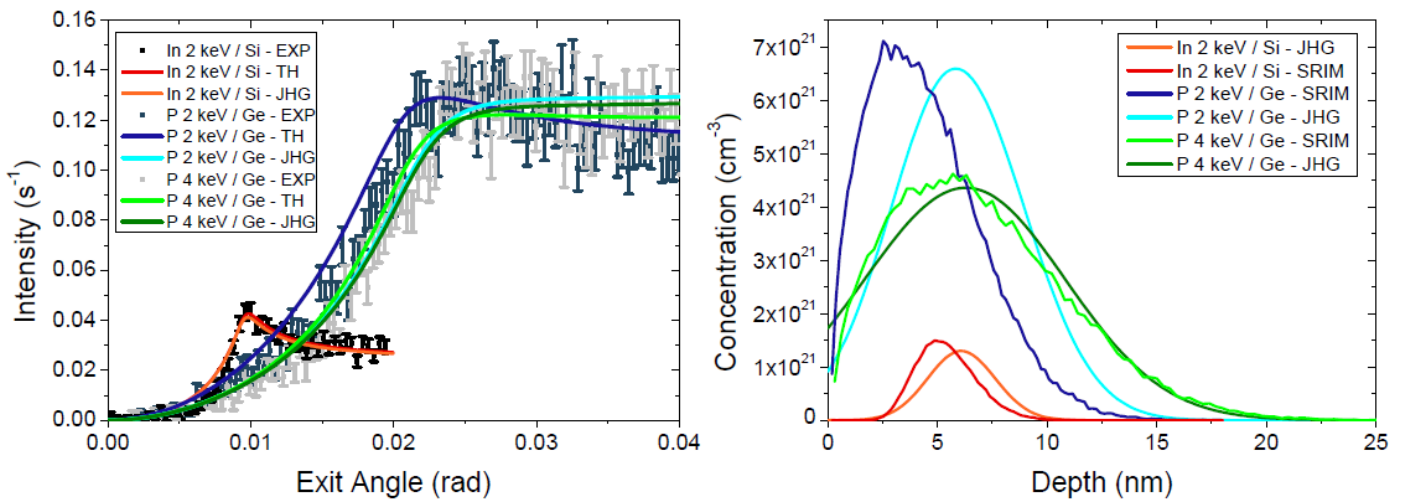 0.16
0.14
0.12
0.10
0.08
0.06
0.04
0.02
0.00
Intensity (s⁻¹)
In 2 keV / Si - EXP
In 2 keV / Si - TH
In 2 keV / Si - JHG
P 2 keV / Ge - EXP
P 2 keV / Ge - TH
P 2 keV / Ge - JHG
P 4 keV / Ge - EXP
P 4 keV / Ge - TH
P 4 keV / Ge - JHG
0.00 0.01 0.02 0.03 0.04
Exit Angle (rad)
7x10²¹
6x10²¹
5x10²¹
4x10²¹
3x10²¹
2x10²¹
1x10²¹
0
Concentration (cm⁻³)
In 2 keV / Si - JHG
In 2 keV / Si - SRIM
P 2 keV / Ge - SRIM
P 2 keV / Ge - JHG
P 4 keV / Ge - SRIM
P 4 keV / Ge - JHG
0 5 10 15 20 25
Depth (nm)